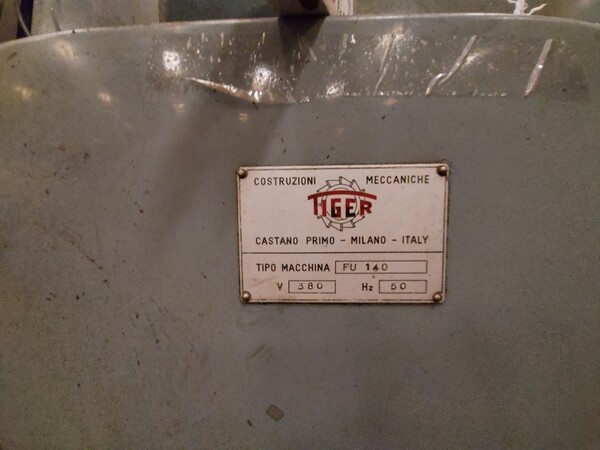 COSTRUZIONI MECCANICHE
TIGER
CASTANO PRIMO - MILANO - ITALY
TIPO MACCHINA FU 140
V 380 Hz 50